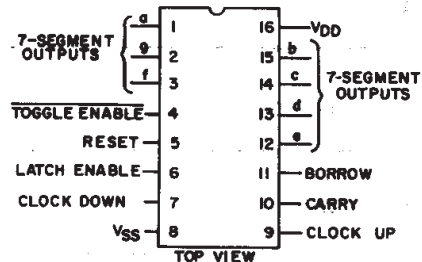 a 1 16 VDD
7-SEGMENT OUTPUTS g 2 15 b
f 3 14 c 7-SEGMENT OUTPUTS
TOGGLE ENABLE 4 13 d
RESET 5 12 e
LATCH ENABLE 6 11 BORROW
CLOCK DOWN 7 10 CARRY
VSS 8 9 CLOCK UP
TOP VIEW